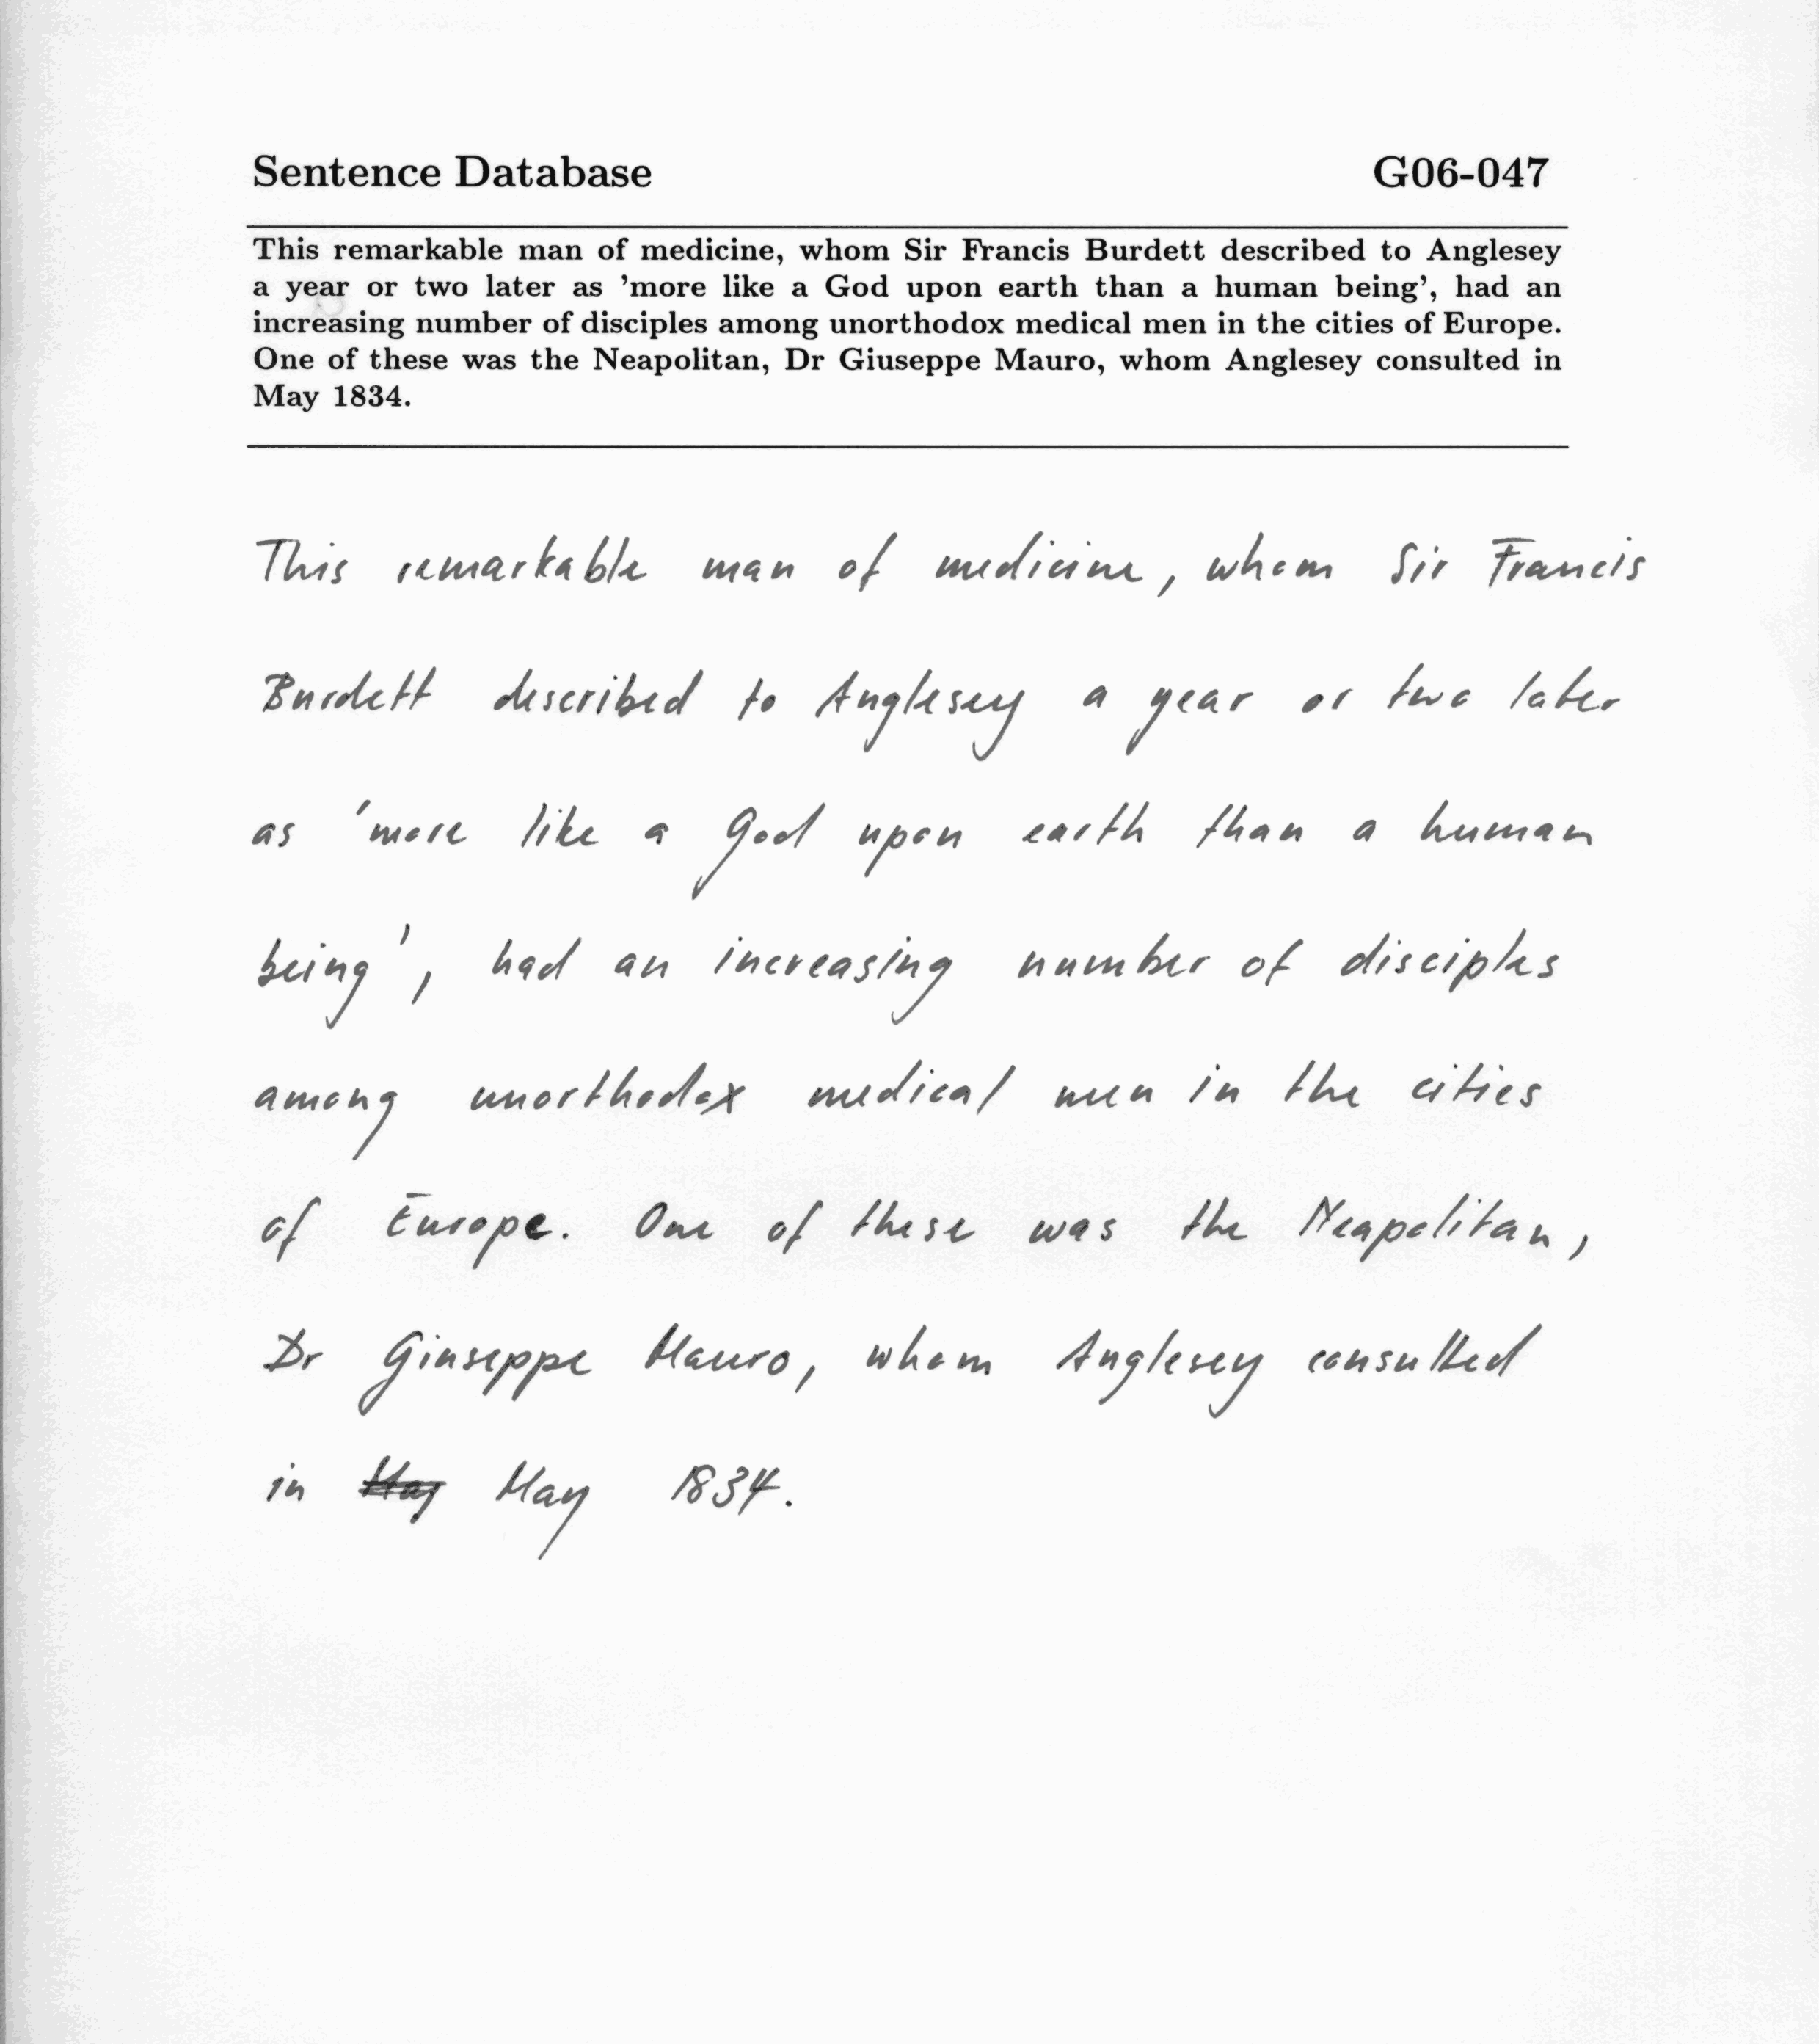 Sentence Database G06-047
This remarkable man of medicine, whom Sir Francis Burdett described to Anglesey
a year or two later as 'more like a God upon earth than a human being', had an
increasing number of disciples among unorthodox medical men in the cities of Europe.
One of these was the Neapolitan, Dr Giuseppe Mauro, whom Anglesey consulted in
May 1834.
This remarkable man of medicine, whom Sir Francis
Burdett described to Anglesey a year or two later
as 'more like a God upon earth than a human
being', had an increasing number of disciples
among unorthodox medical men in the cities
of Europe. One of these was the Neapolitan,
Dr Giuseppe Mauro, whom Anglesey consulted
in May May 1834.